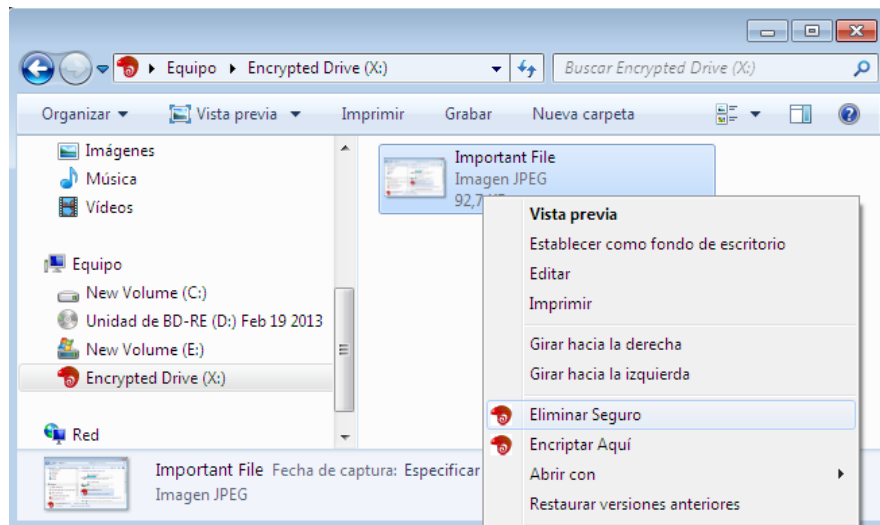 Equipo Encrypted Drive (X:) Buscar Encrypted Drive (X:)
Organizar Vista previa Imprimir Grabar Nueva carpeta
Imágenes
Música
Vídeos
Equipo
New Volume (C:)
Unidad de BD-RE (D:) Feb 19 2013
New Volume (E:)
Encrypted Drive (X:)
Red
Important File
Imagen JPEG
92,7
Vista previa
Establecer como fondo de escritorio
Editar
Imprimir
Girar hacia la derecha
Girar hacia la izquierda
Eliminar Seguro
Encriptar Aquí
Abrir con
Restaurar versiones anteriores
Important File Fecha de captura: Especificar
Imagen JPEG